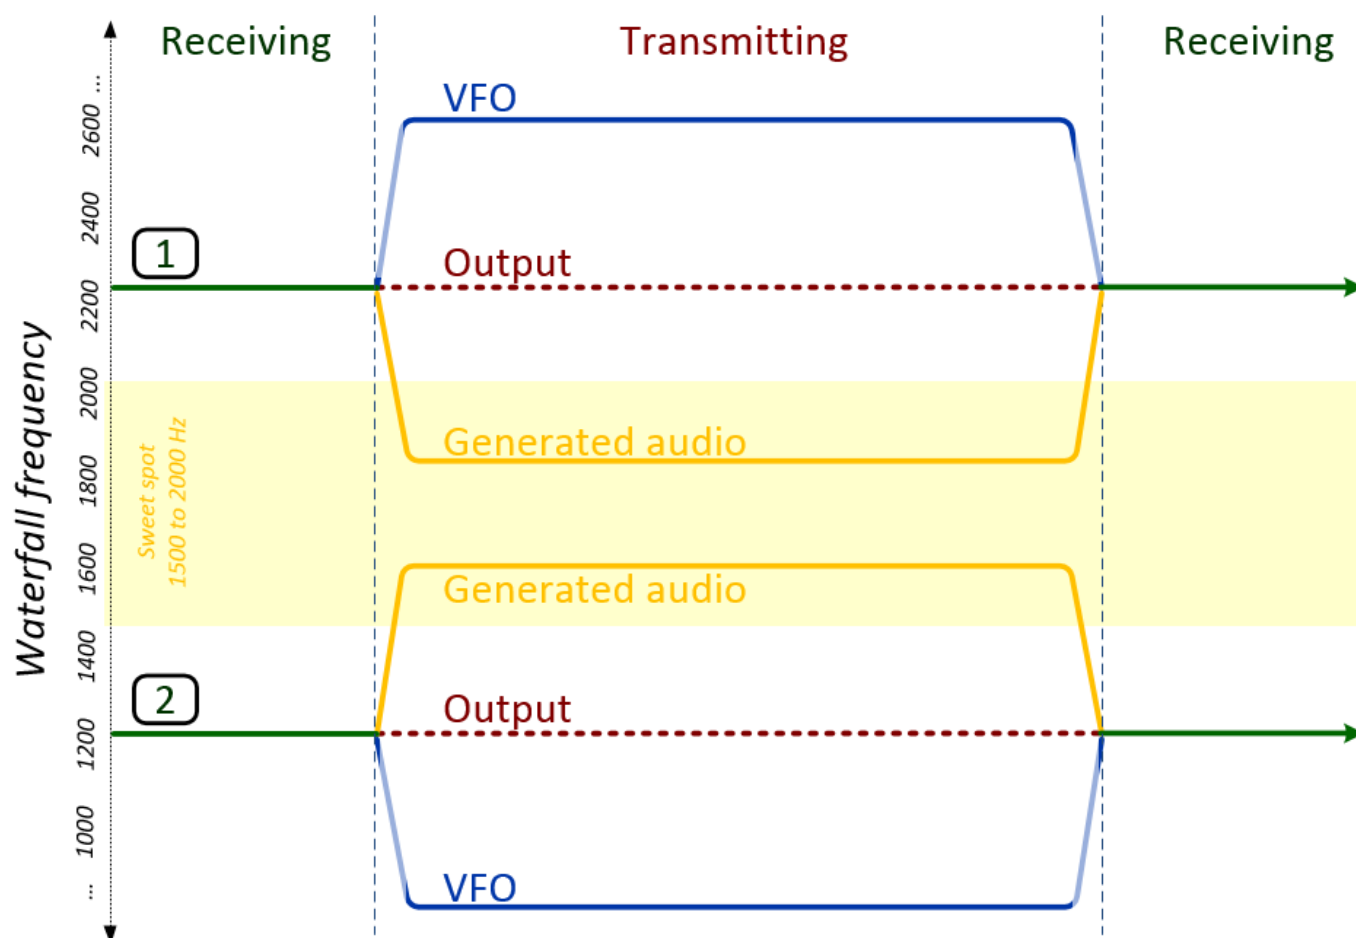 Receiving
Transmitting
Receiving
VFO
Output
Generated audio
Generated audio
Output
VFO
1
2
Waterfall frequency
...
2600
2400
2200
2000
1800
1600
1400
1200
1000
...
Sweet spot
1500 to 2000 Hz